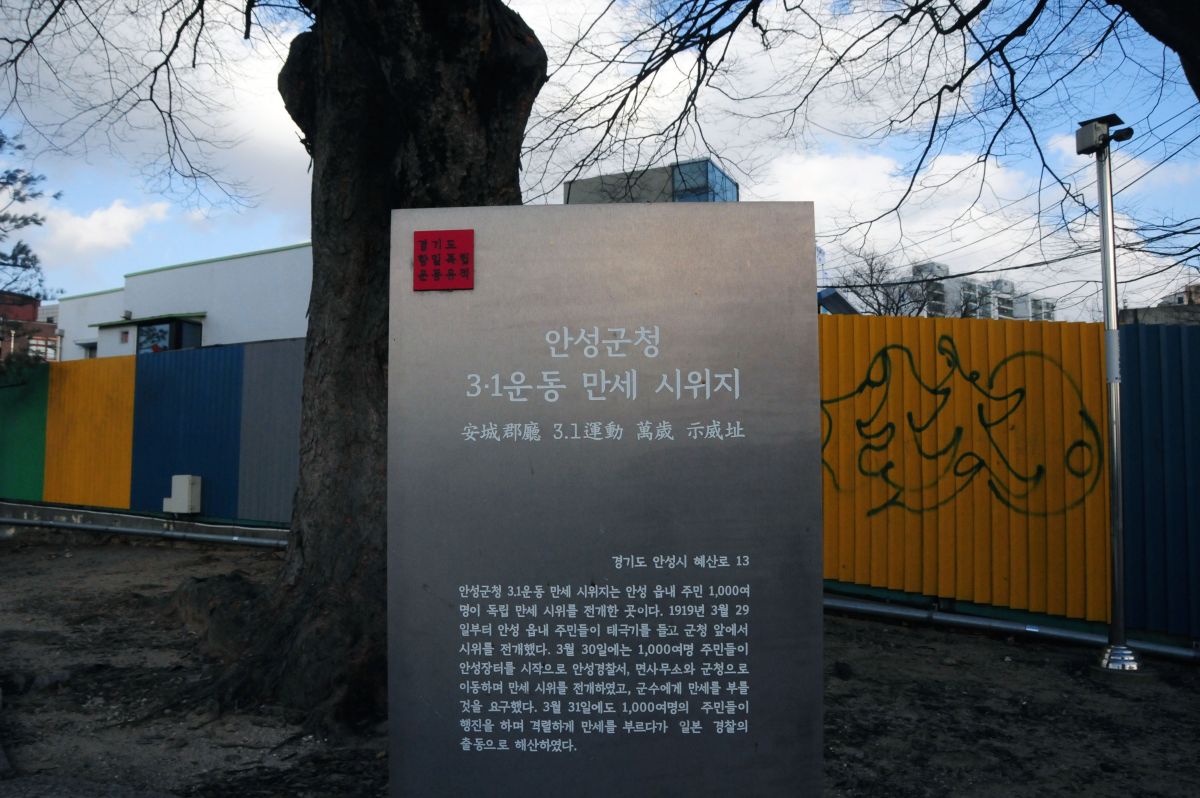 경기도
항일독립
운동유적
안성군청
3·1운동 만세 시위지
安城郡廳 3.1運動 萬歲 示威址
경기도 안성시 혜산로 13
안성군청 3.1운동 만세 시위지는 안성 읍내 주민 1,000여
명이 독립 만세 시위를 전개한 곳이다. 1919년 3월 29
일부터 안성 읍내 주민들이 태극기를 들고 군청 앞에서
시위를 전개했다. 3월 30일에는 1,000여명 주민들이
안성장터를 시작으로 안성경찰서, 면사무소와 군청으로
이동하며 만세 시위를 전개하였고, 군수에게 만세를 부를
것을 요구했다. 3월 31일에도 1,000여명의 주민들이
행진을 하며 격렬하게 만세를 부르다가 일본 경찰의
출동으로 해산하였다.